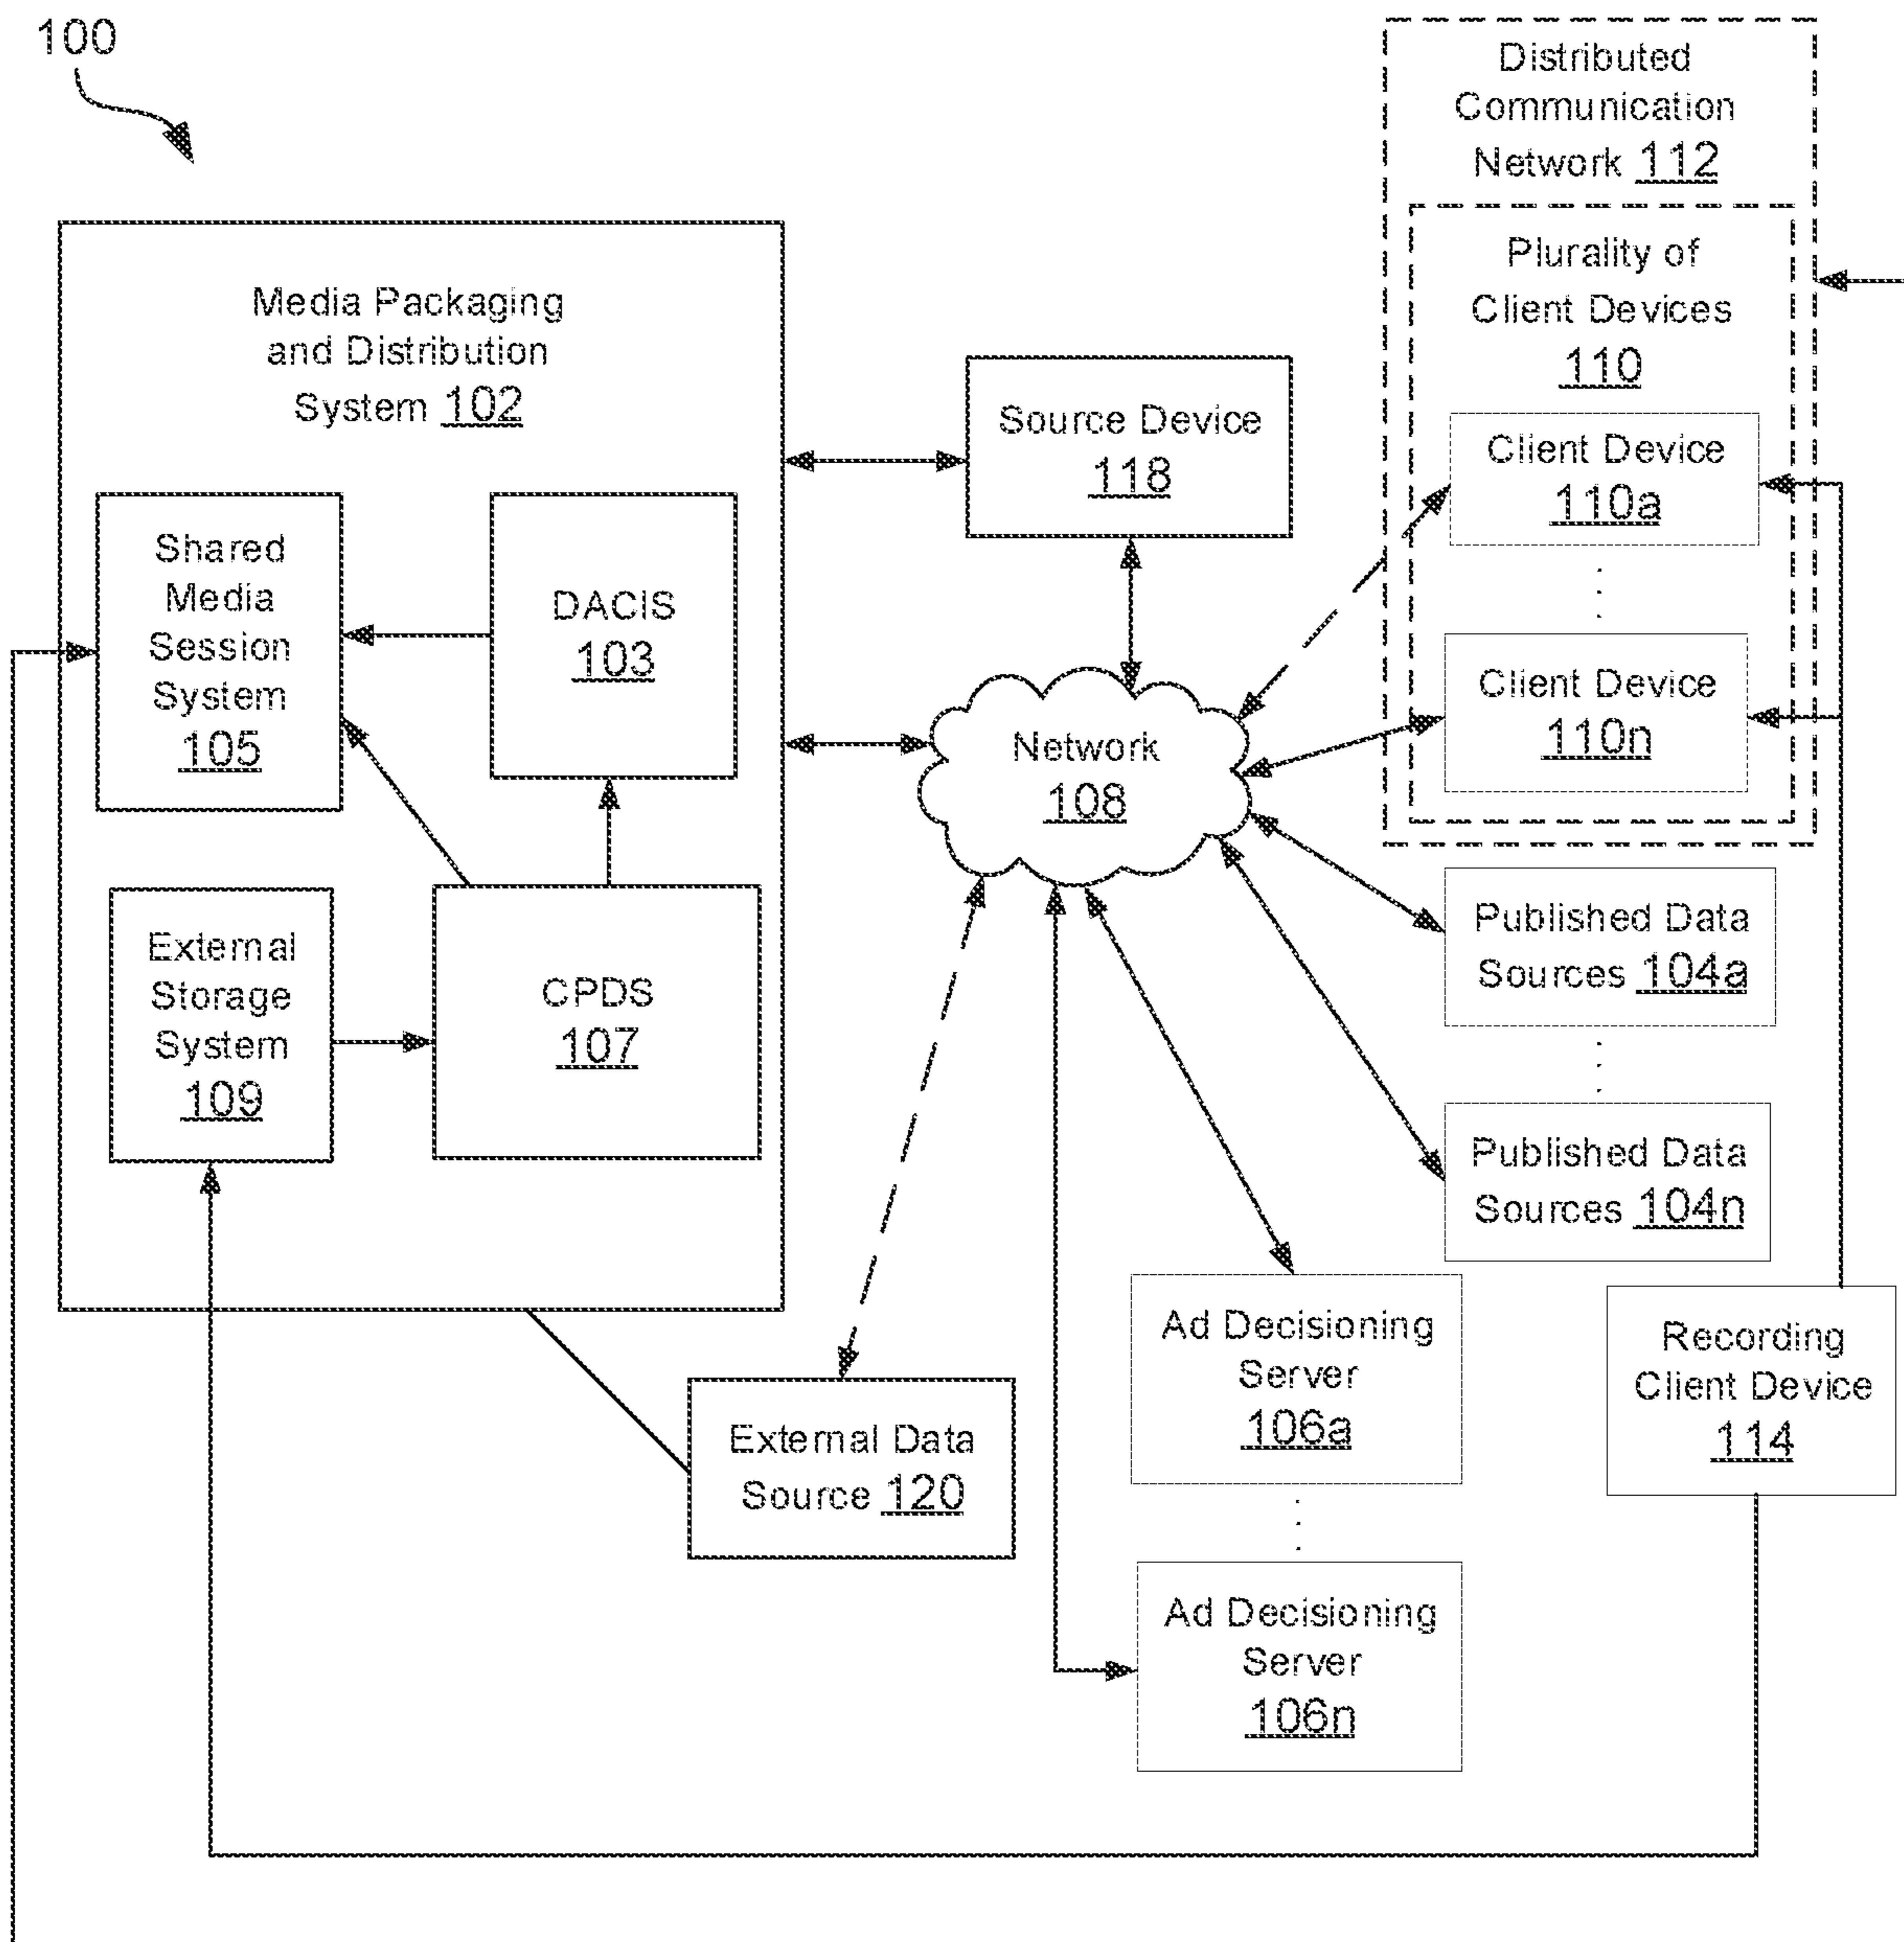 100
Distributed
Communication
Network 112
Plurality of
Client Devices
110
Client Device
110a
Client Device
110n
Media Packaging
and Distribution
System 102
Shared
Media
Session
System
105
DACIS
103
External
Storage
System
109
CPDS
107
Source Device
118
Network
108
Published Data
Sources 104a
Published Data
Sources 104n
Ad Decisioning
Server
106a
Ad Decisioning
Server
106n
Recording
Client Device
114
External Data
Source 120